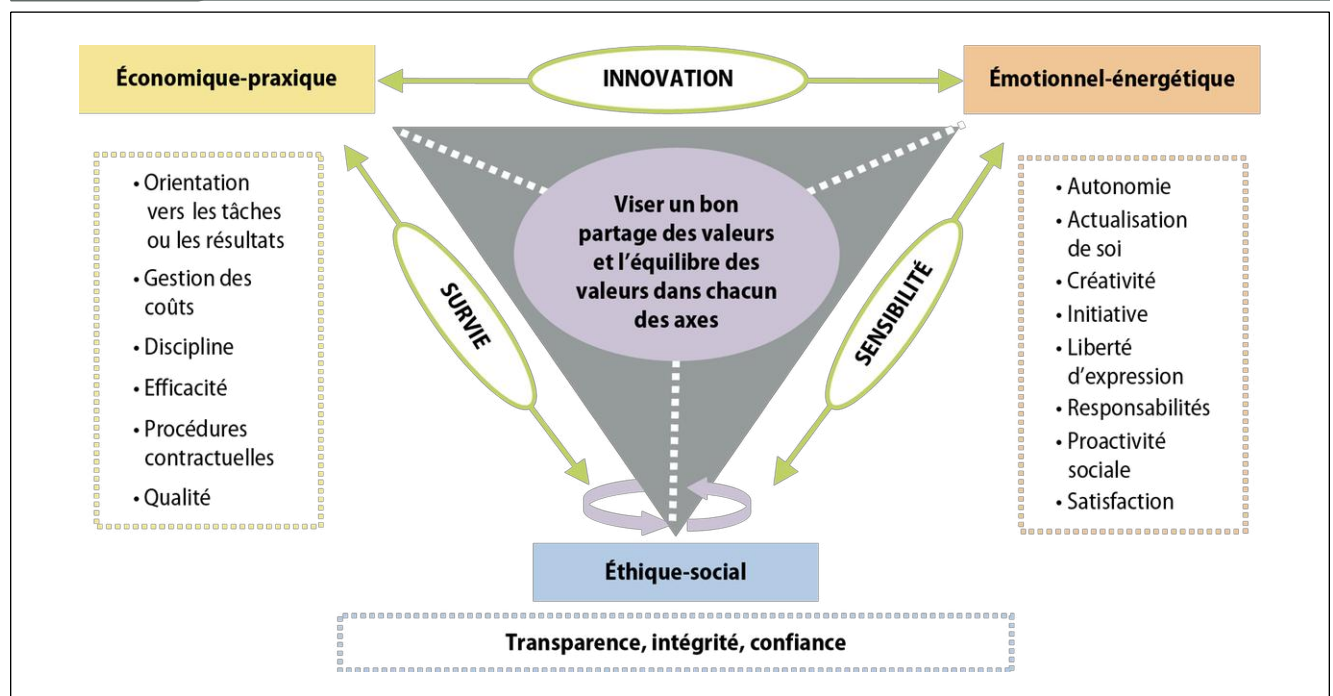 Économique-praxique
INNOVATION
Émotionnel-énergétique
• Orientation
vers les tâches
ou les résultats
• Gestion des
coûts
• Discipline
• Efficacité
• Procédures
contractuelles
• Qualité
SURVIE
Viser un bon
partage des valeurs
et l’équilibre des
valeurs dans chacun
des axes
SENSIBILITÉ
• Autonomie
• Actualisation
de soi
• Créativité
• Initiative
• Liberté
d’expression
• Responsabilités
• Proactivité
sociale
• Satisfaction
Éthique-social
Transparence, intégrité, confiance